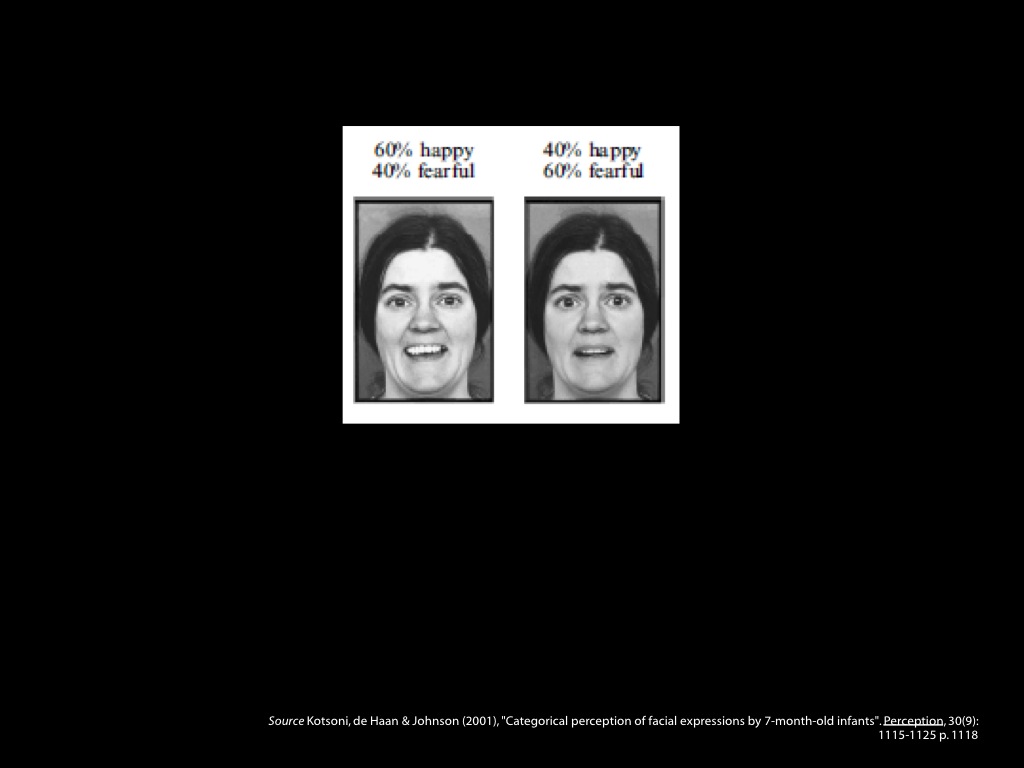 60% happy
40% fearful
40% happy
60% fearful
Source Kotsoni, de Haan & Johnson (2001), "Categorical perception of facial expressions by 7-month-old infants". Perception, 30(9):
1115-1125 p. 1118